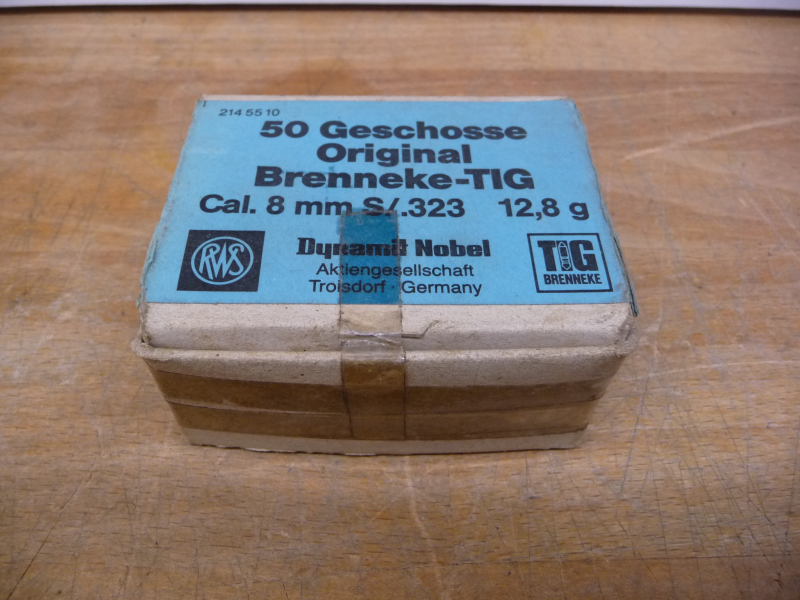 214 55 10
50 Geschosse
Original
Brenneke-TIG
Cal. 8 mm S/.323 12,8 g
RWS
Dynamit Nobel
Aktiengesellschaft
Troisdorf · Germany
TIG
BRENNEKE